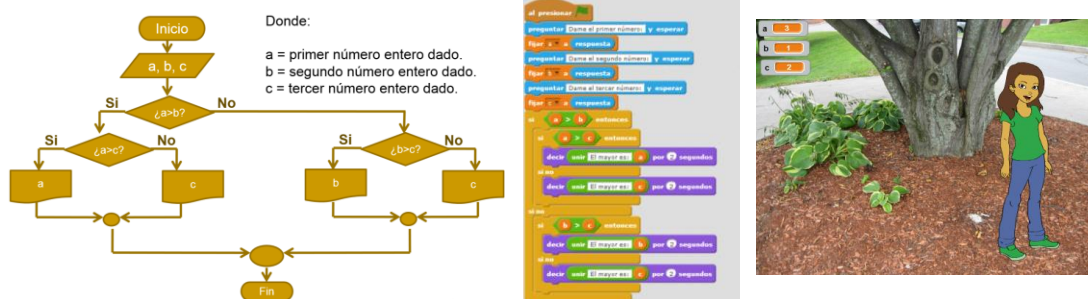 Inicio
Donde:
a, b, c
a = primer número entero dado.
b = segundo número entero dado.
c = tercer número entero dado.
Si
¿a>b?
No
Si
¿a>c?
No
Si
¿b>c?
No
a
c
b
c
Fin
al presionar
preguntar Dame el primer número: y esperar
fijar a a respuesta
preguntar Dame el segundo número: y esperar
fijar b a respuesta
preguntar Dame el tercer número: y esperar
fijar c a respuesta
si a > b entonces
si a > c entonces
decir unir El mayor es: a por 2 segundos
si no
decir unir El mayor es: c por 2 segundos
si no
si b > c entonces
decir unir El mayor es: b por 2 segundos
si no
decir unir El mayor es: c por 2 segundos
a 3
b 1
c 2